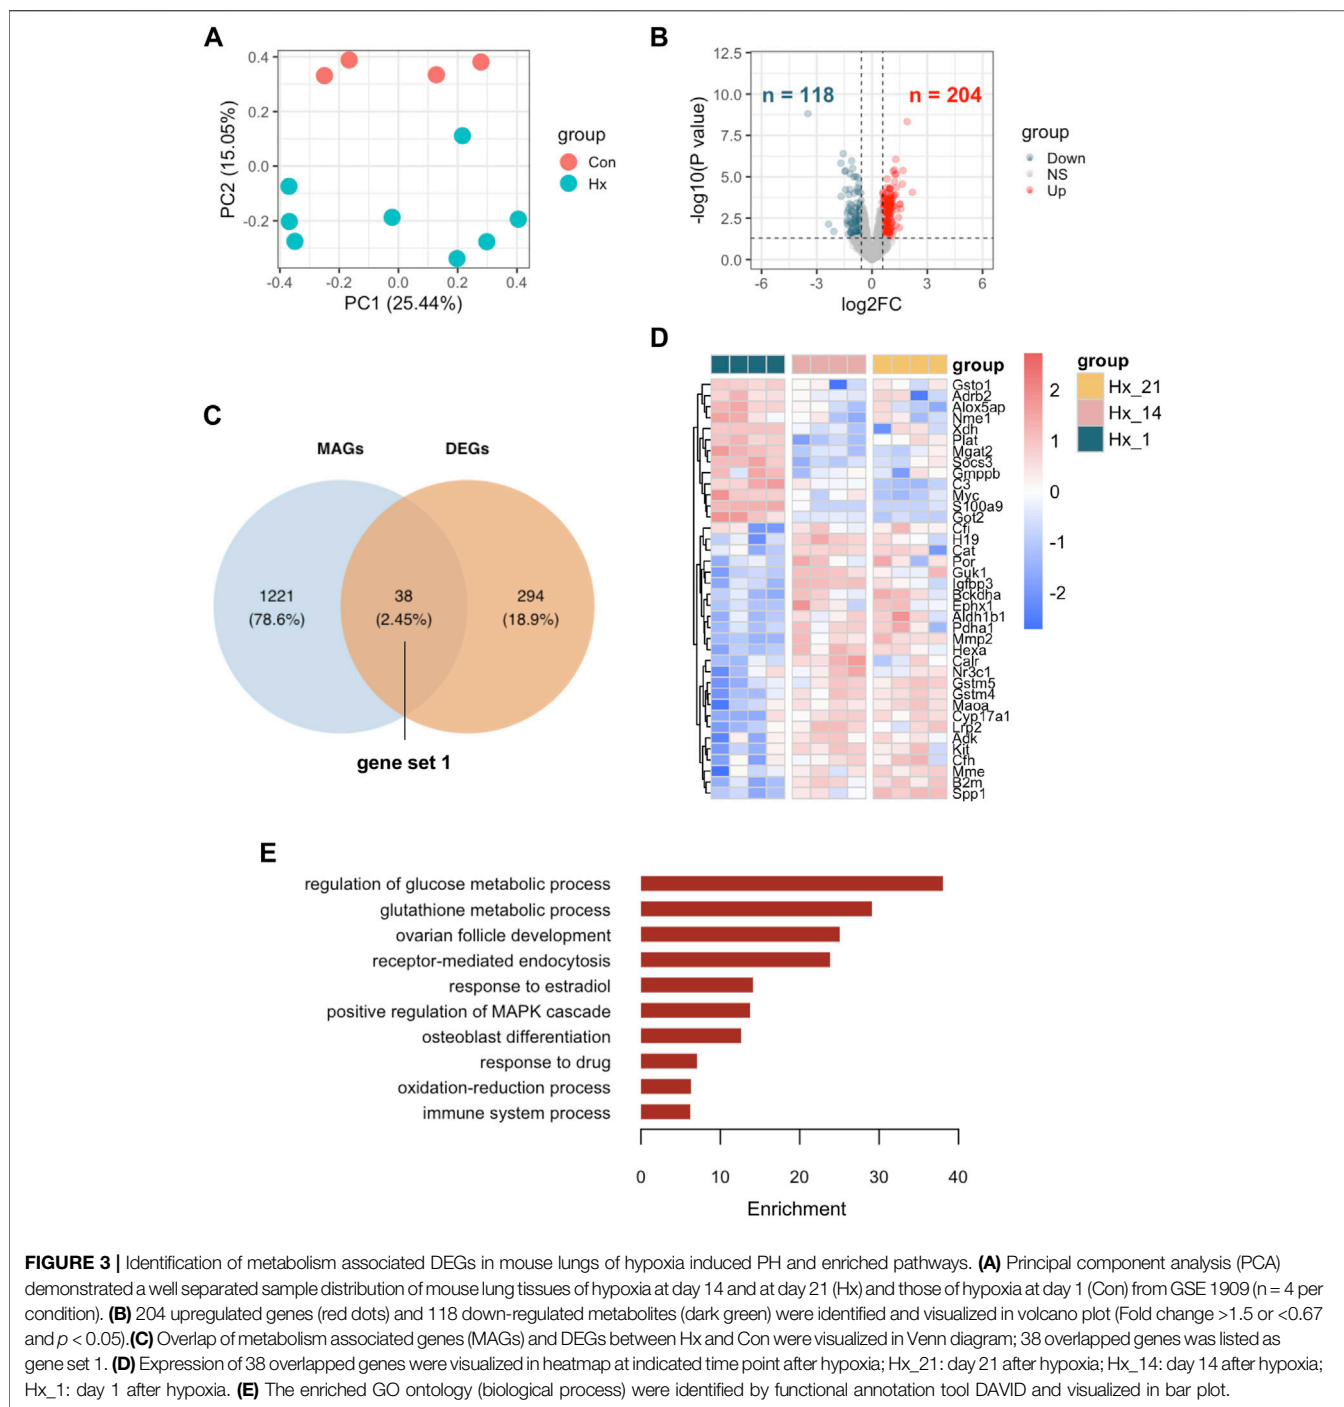 A
0.4
0.2
0.0
-0.2
-0.4
-0.2
0.0
0.2
0.4
PC2 (15.05%)
PC1 (25.44%)
group
Con
Hx
B
12.5
10.0
7.5
5.0
2.5
0.0
-6
-3
0
3
6
-log10(P value)
log2FC
n = 118
n = 204
group
Down
NS
Up
C
MAGs
DEGs
1221
(78.6%)
38
(2.45%)
294
(18.9%)
gene set 1
D
group
Gsto1
Adrb2
Alox5ap
Nme1
Xdh
Plat
Mgat2
Socs3
Gmppb
C3
Myc
S100a9
Got2
Cfi
H19
Cat
Por
Guk1
Igfbp3
Bckdha
Ephx1
Aldh1b1
Pdha1
Mmp2
Hexa
Calr
Nr3c1
Gstm5
Gstm4
Maoa
Cyp17a1
Lrp2
Adk
Kit
Cfh
Mme
B2m
Spp1
2
1
0
-1
-2
group
Hx_21
Hx_14
Hx_1
E
regulation of glucose metabolic process
glutathione metabolic process
ovarian follicle development
receptor-mediated endocytosis
response to estradiol
positive regulation of MAPK cascade
osteoblast differentiation
response to drug
oxidation-reduction process
immune system process
0
10
20
30
40
Enrichment
FIGURE 3 | Identification of metabolism associated DEGs in mouse lungs of hypoxia induced PH and enriched pathways. (A) Principal component analysis (PCA)
demonstrated a well separated sample distribution of mouse lung tissues of hypoxia at day 14 and at day 21 (Hx) and those of hypoxia at day 1 (Con) from GSE 1909 (n = 4 per
condition). (B) 204 upregulated genes (red dots) and 118 down-regulated metabolites (dark green) were identified and visualized in volcano plot (Fold change >1.5 or <0.67
and p < 0.05).(C) Overlap of metabolism associated genes (MAGs) and DEGs between Hx and Con were visualized in Venn diagram; 38 overlapped genes was listed as
gene set 1. (D) Expression of 38 overlapped genes were visualized in heatmap at indicated time point after hypoxia; Hx_21: day 21 after hypoxia; Hx_14: day 14 after hypoxia;
Hx_1: day 1 after hypoxia. (E) The enriched GO ontology (biological process) were identified by functional annotation tool DAVID and visualized in bar plot.